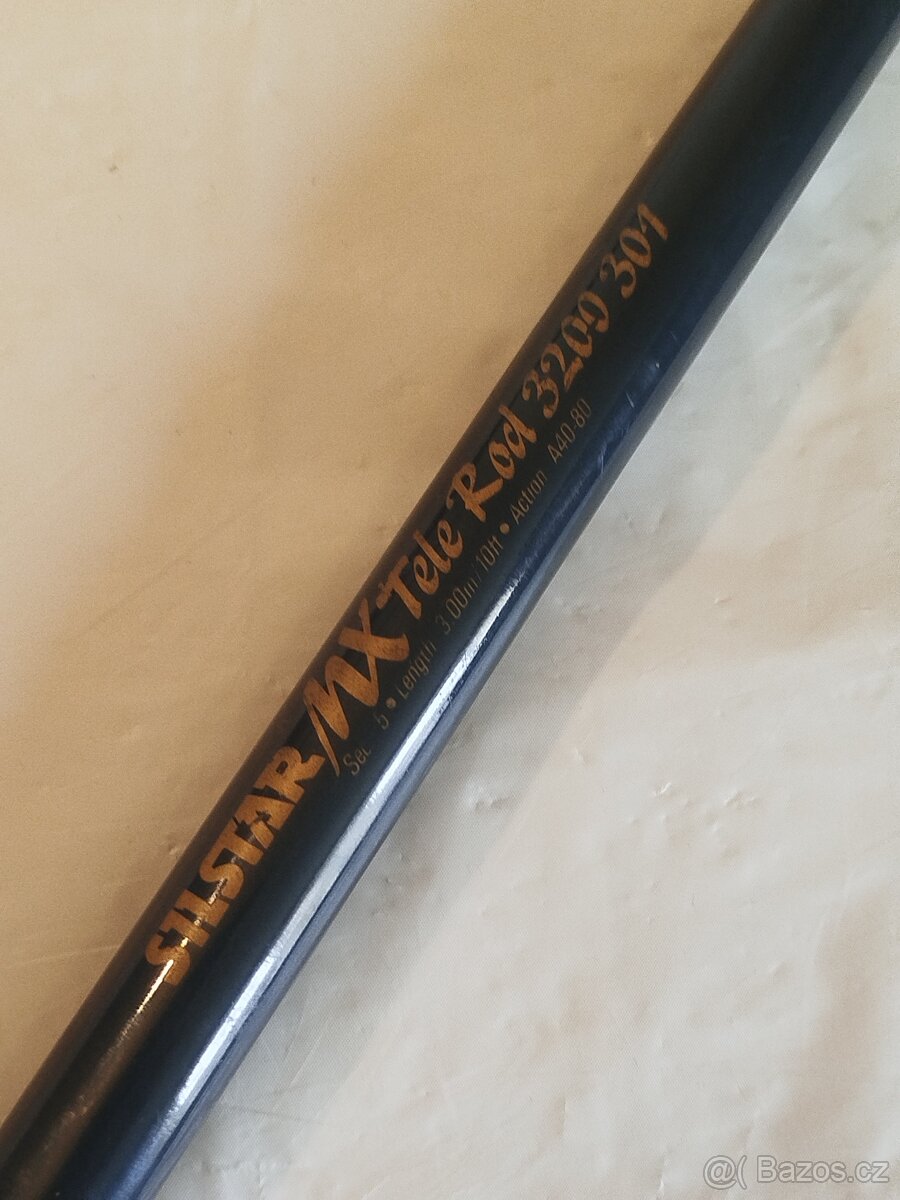 SILSTAR MX Tele Rod 3209 301
Sec 5 • Length 3.00m/10ft • Action A40-80
@( Bazos.cz